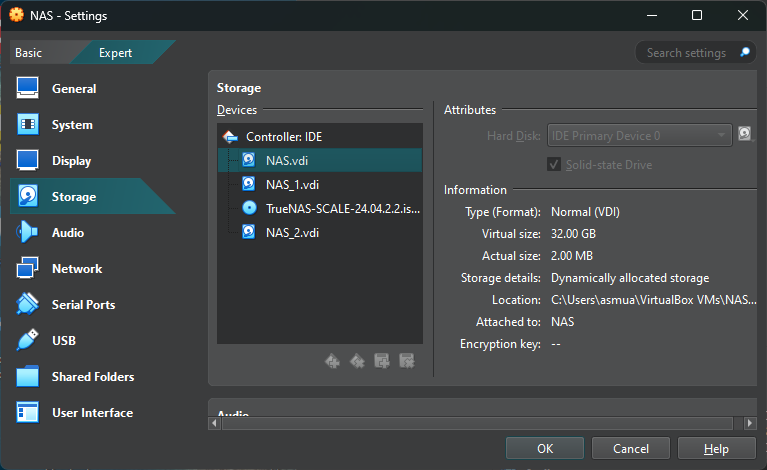 NAS - Settings
Basic
Expert
Search settings
General
System
Display
Storage
Audio
Network
Serial Ports
USB
Shared Folders
User Interface
Storage
Devices
Controller: IDE
NAS.vdi
NAS_1.vdi
TrueNAS-SCALE-24.04.2.2.is...
NAS_2.vdi
Attributes
Hard Disk: IDE Primary Device 0
Solid-state Drive
Information
Type (Format): Normal (VDI)
Virtual size: 32.00 GB
Actual size: 2.00 MB
Storage details: Dynamically allocated storage
Location: C:\Users\asmua\VirtualBox VMs\NAS...
Attached to: NAS
Encryption key: --
Audio
OK
Cancel
Help